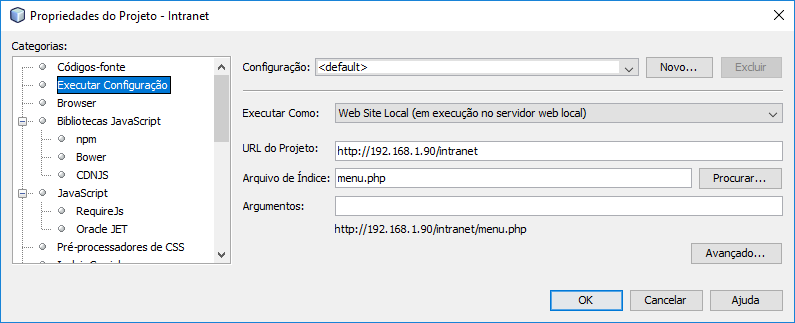 Propriedades do Projeto - Intranet
Categorias:
Códigos-fonte
Executar Configuração
Browser
Bibliotecas JavaScript
npm
Bower
CDNJS
JavaScript
RequireJs
Oracle JET
Pré-processadores de CSS
Configuração: <default> Novo... Excluir
Executar Como: Web Site Local (em execução no servidor web local)
URL do Projeto: http://192.168.1.90/intranet
Arquivo de Índice: menu.php Procurar...
Argumentos:
http://192.168.1.90/intranet/menu.php
Avançado...
OK Cancelar Ajuda